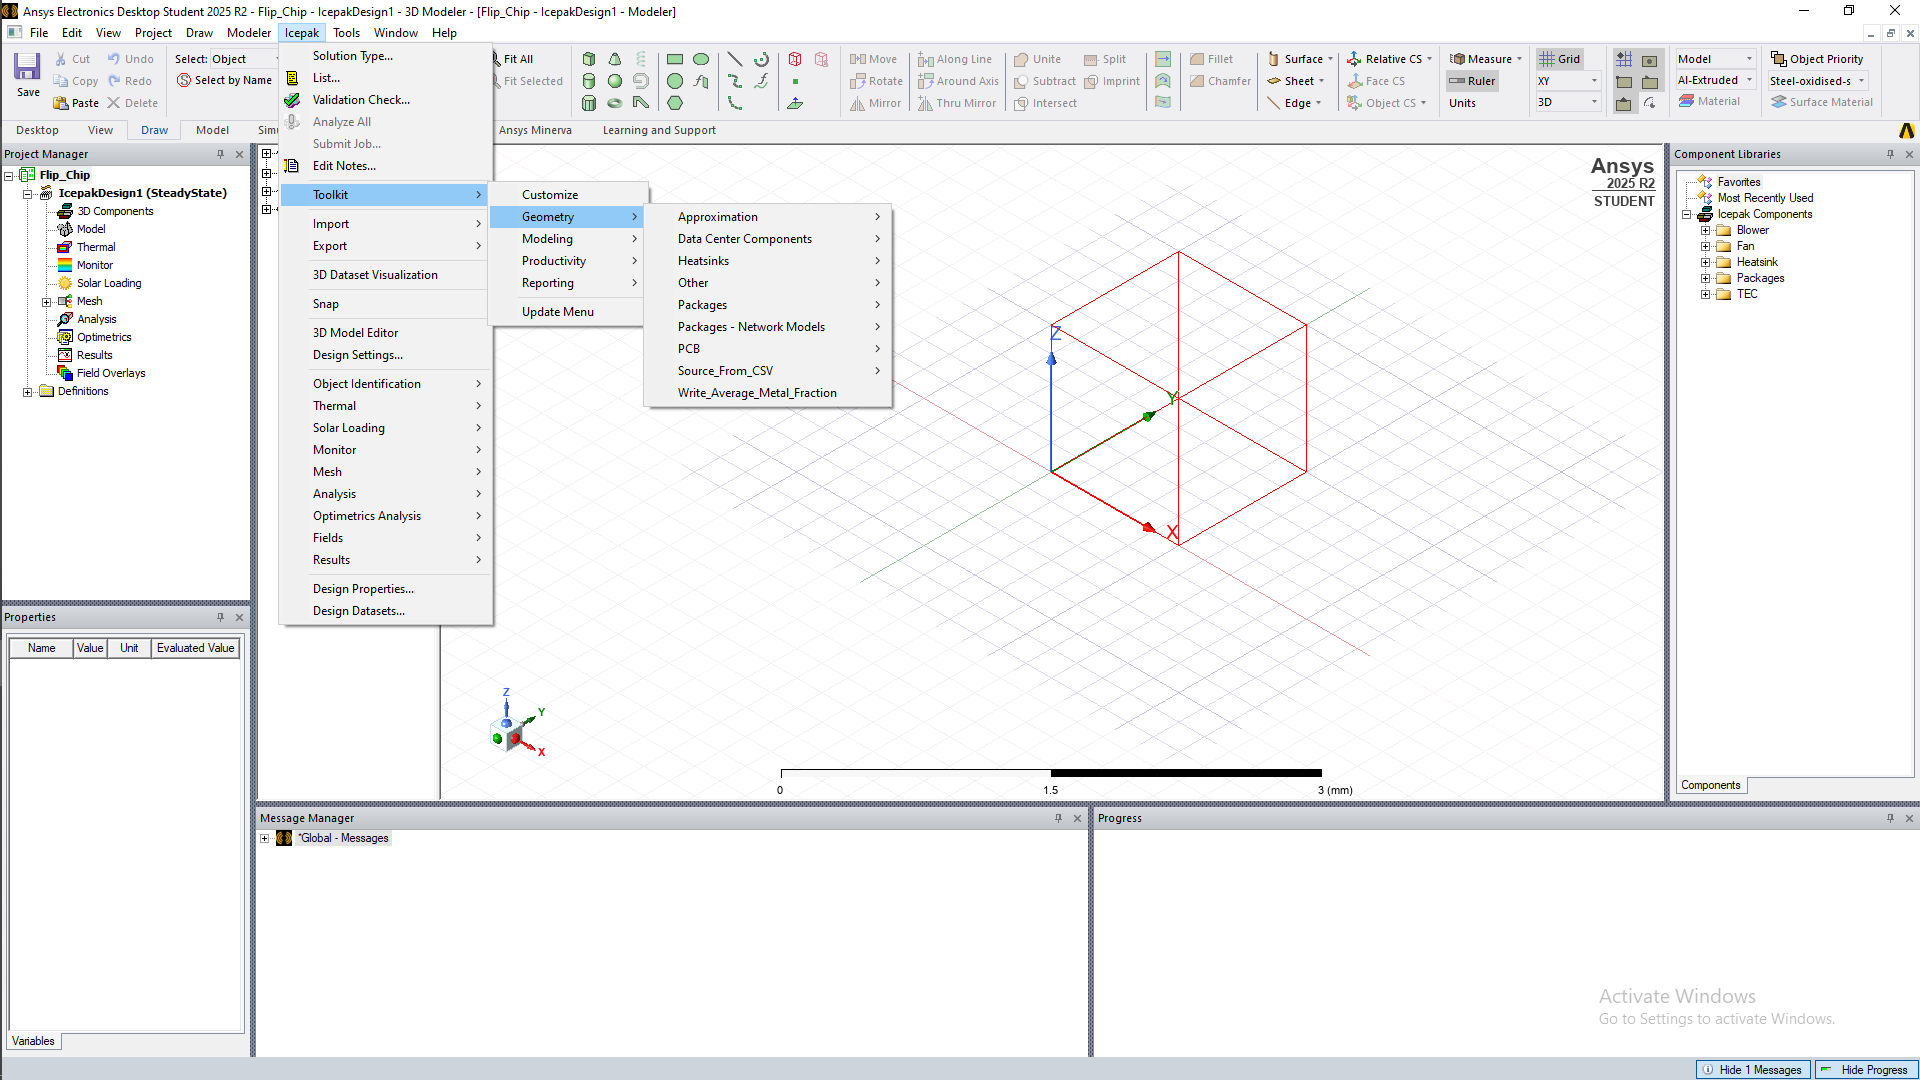 Ansys Electronics Desktop Student 2025 R2 - Flip_Chip - IcepakDesign1 - 3D Modeler - [Flip_Chip - IcepakDesign1 - Modeler]
File Edit View Project Draw Modeler Icepak Tools Window Help
Save
Cut
Copy
Paste
Undo
Redo
Delete
Select: Object
Select by Name
Fit All
Fit Selected
Move
Rotate
Mirror
Along Line
Around Axis
Thru Mirror
Unite
Subtract
Intersect
Split
Imprint
Fillet
Chamfer
Surface
Sheet
Edge
Relative CS
Face CS
Object CS
Measure
Ruler
Units
Grid
XY
3D
Model
Al-Extruded
Material
Object Priority
Steel-oxidised-s
Surface Material
Desktop View Draw Model Simu Ansys Minerva Learning and Support
Project Manager
Flip_Chip
IcepakDesign1 (SteadyState)
3D Components
Model
Thermal
Monitor
Solar Loading
Mesh
Analysis
Optimetrics
Results
Field Overlays
Definitions
Properties
Name Value Unit Evaluated Value
Variables
Solution Type...
List...
Validation Check...
Analyze All
Submit Job...
Edit Notes...
Toolkit
Import
Export
3D Dataset Visualization
Snap
3D Model Editor
Design Settings...
Object Identification
Thermal
Solar Loading
Monitor
Mesh
Analysis
Optimetrics Analysis
Fields
Results
Design Properties...
Design Datasets...
Customize
Geometry
Modeling
Productivity
Reporting
Update Menu
Approximation
Data Center Components
Heatsinks
Other
Packages
Packages - Network Models
PCB
Source_From_CSV
Write_Average_Metal_Fraction
Ansys
2025 R2
STUDENT
Z
Y
X
Z
Y
X
0 1.5 3 (mm)
Component Libraries
Favorites
Most Recently Used
Icepak Components
Blower
Fan
Heatsink
Packages
TEC
Components
Message Manager
*Global - Messages
Progress
Activate Windows
Go to Settings to activate Windows.
Hide 1 Messages
Hide Progress